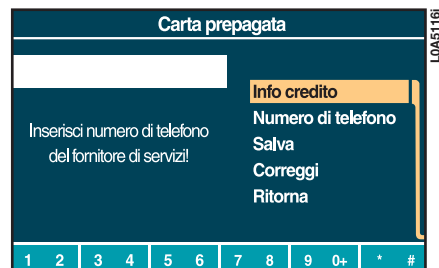 Carta prepagata
Inserisci numero di telefono
del fornitore di servizi!
Info credito
Numero di telefono
Salva
Correggi
Ritorna
1 2 3 4 5 6 7 8 9 0+ * #
L0A5116i